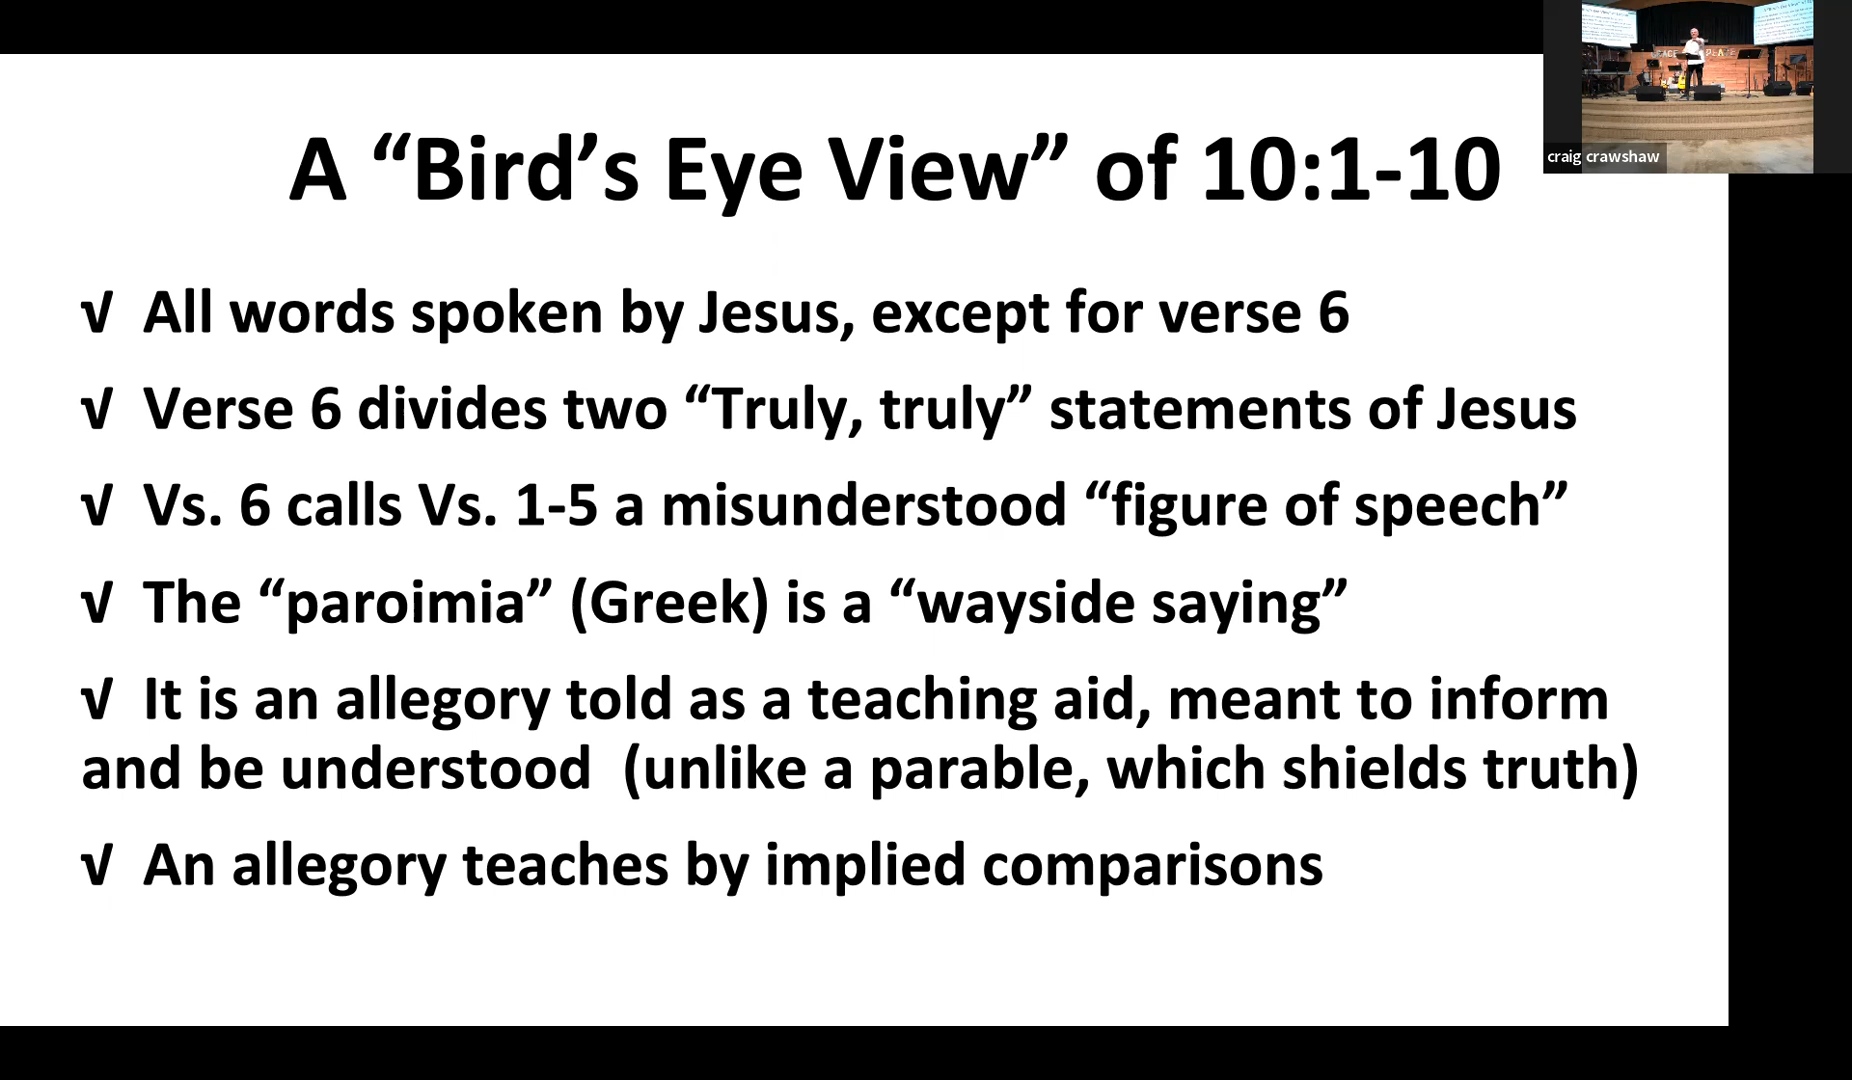 A “Bird’s Eye View” of 10:1-10
craig crawshaw
√ All words spoken by Jesus, except for verse 6
√ Verse 6 divides two “Truly, truly” statements of Jesus
√ Vs. 6 calls Vs. 1-5 a misunderstood “figure of speech”
√ The “paroimia” (Greek) is a “wayside saying”
√ It is an allegory told as a teaching aid, meant to inform
and be understood (unlike a parable, which shields truth)
√ An allegory teaches by implied comparisons